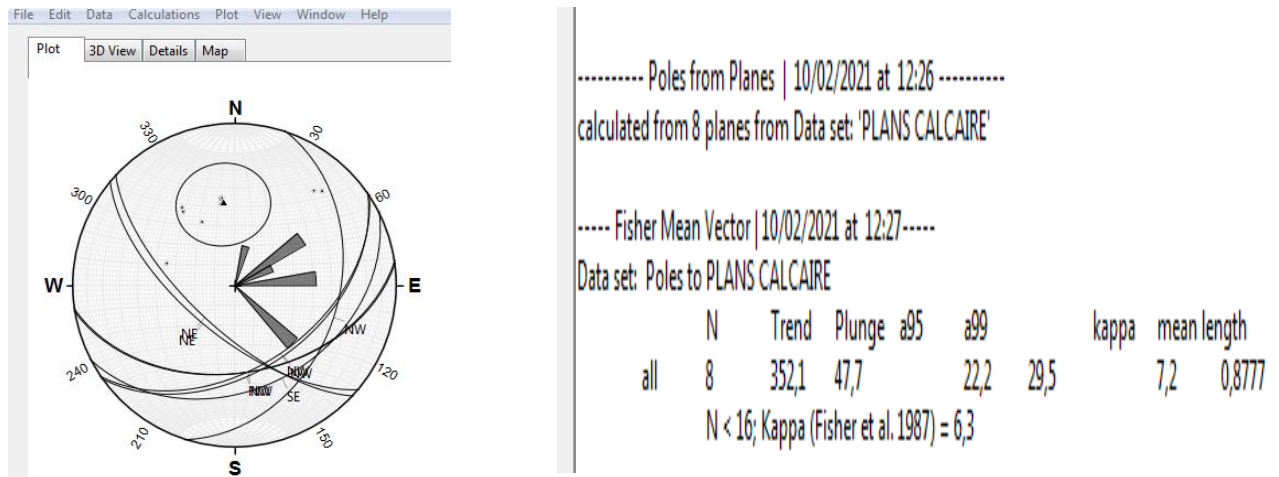 File Edit Data Calculations Plot View Window Help
Plot 3D View Details Map
N
330
30
300
60
W
E
NE
NE
NW
240
120
SE
210
150
S
---------- Poles from Planes | 10/02/2021 at 12:26 ----------
calculated from 8 planes from Data set: 'PLANS CALCAIRE'
----- Fisher Mean Vector | 10/02/2021 at 12:27-----
Data set: Poles to PLANS CALCAIRE
N Trend Plunge a95 a99 kappa mean length
all 8 352,1 47,7 22,2 29,5 7,2 0,8777
N < 16; Kappa (Fisher et al. 1987) = 6,3